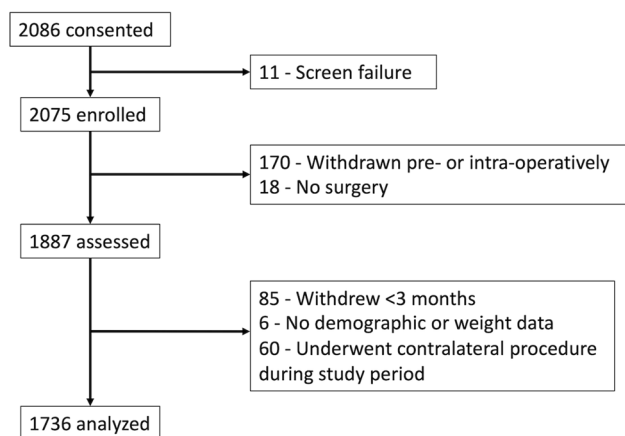 2086 consented
11 - Screen failure
2075 enrolled
170 - Withdrawn pre- or intra-operatively
18 - No surgery
1887 assessed
85 - Withdrew <3 months
6 - No demographic or weight data
60 - Underwent contralateral procedure
during study period
1736 analyzed